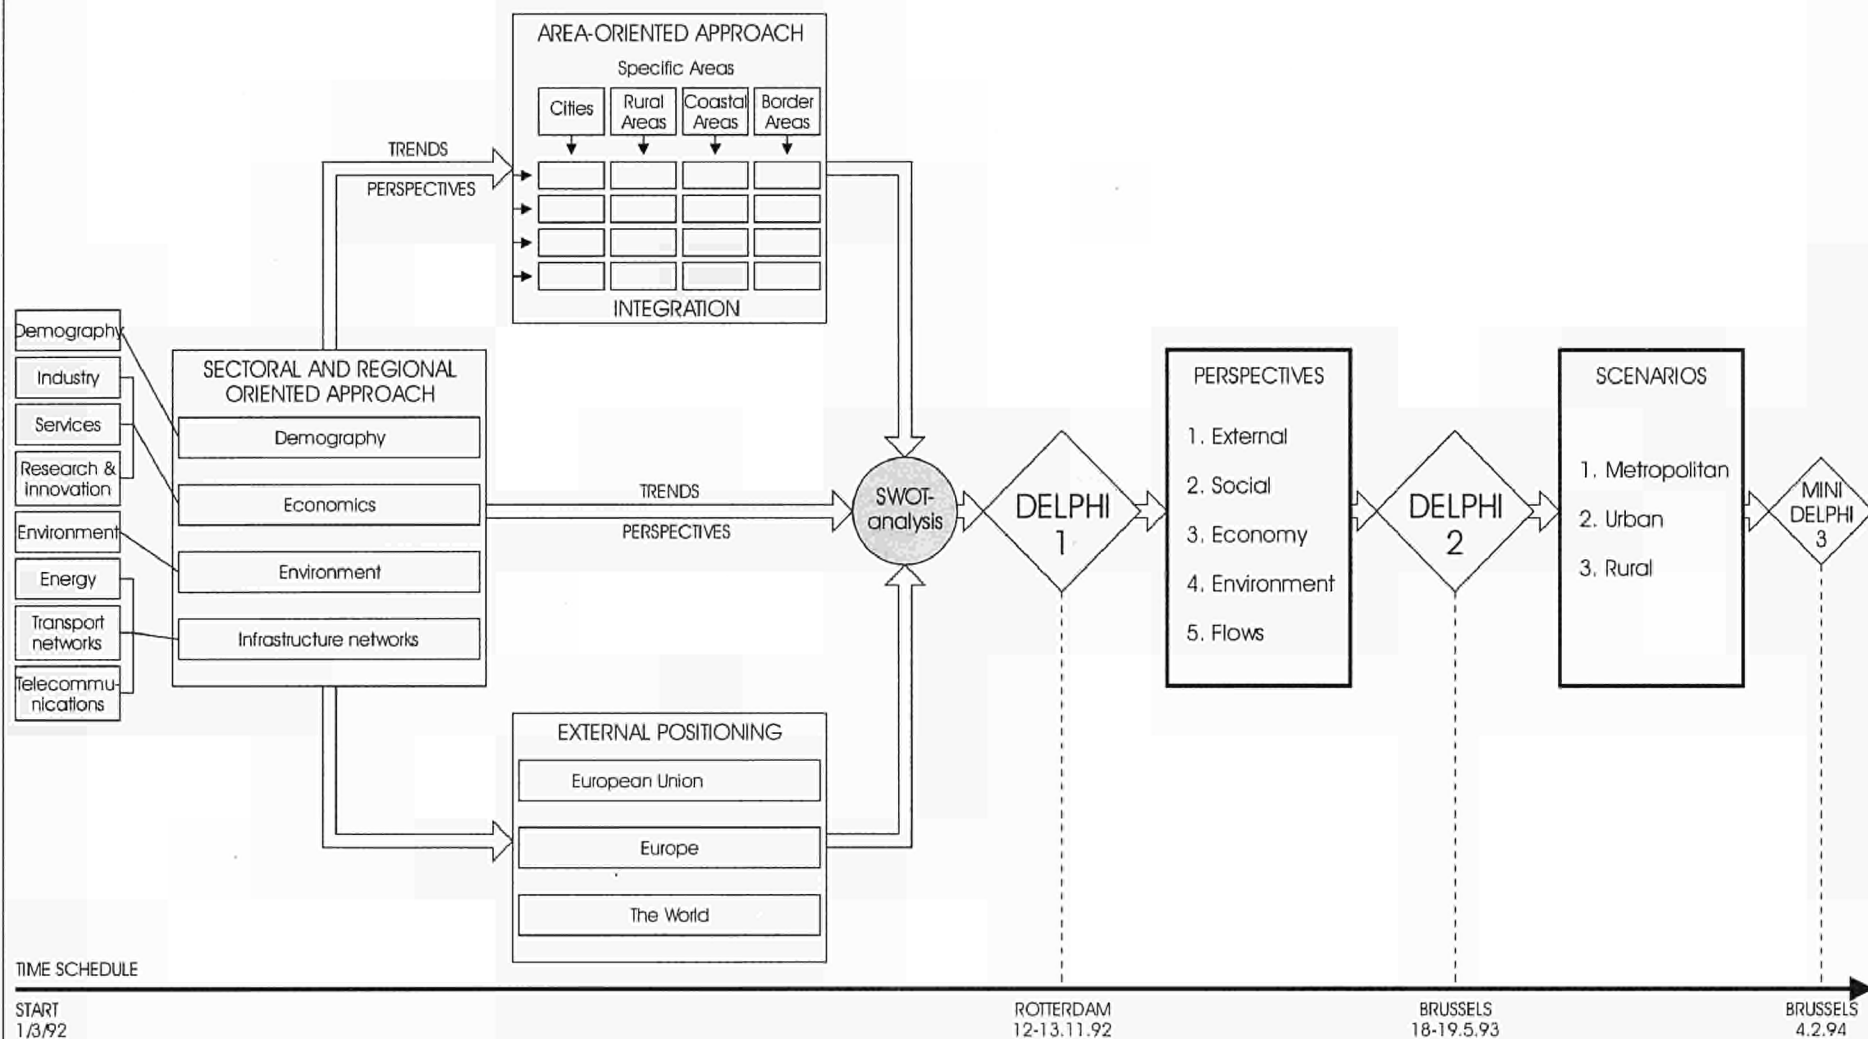 AREA-ORIENTED APPROACH
Specific Areas
Cities
Rural
Areas
Coastal
Areas
Border
Areas
INTEGRATION
TRENDS
PERSPECTIVES
Demography
Industry
Services
Research &
Innovation
Environment
Energy
Transport
networks
Telecommu-
nications
SECTORAL AND REGIONAL
ORIENTED APPROACH
Demography
Economics
Environment
Infrastructure networks
TRENDS
PERSPECTIVES
EXTERNAL POSITIONING
European Union
Europe
The World
SWOT-
analysis
DELPHI
1
PERSPECTIVES
1. External
2. Social
3. Economy
4. Environment
5. Flows
DELPHI
2
SCENARIOS
1. Metropolitan
2. Urban
3. Rural
MINI
DELPHI
3
TIME SCHEDULE
START
1/3/92
ROTTERDAM
12-13.11.92
BRUSSELS
18-19.5.93
BRUSSELS
4.2.94